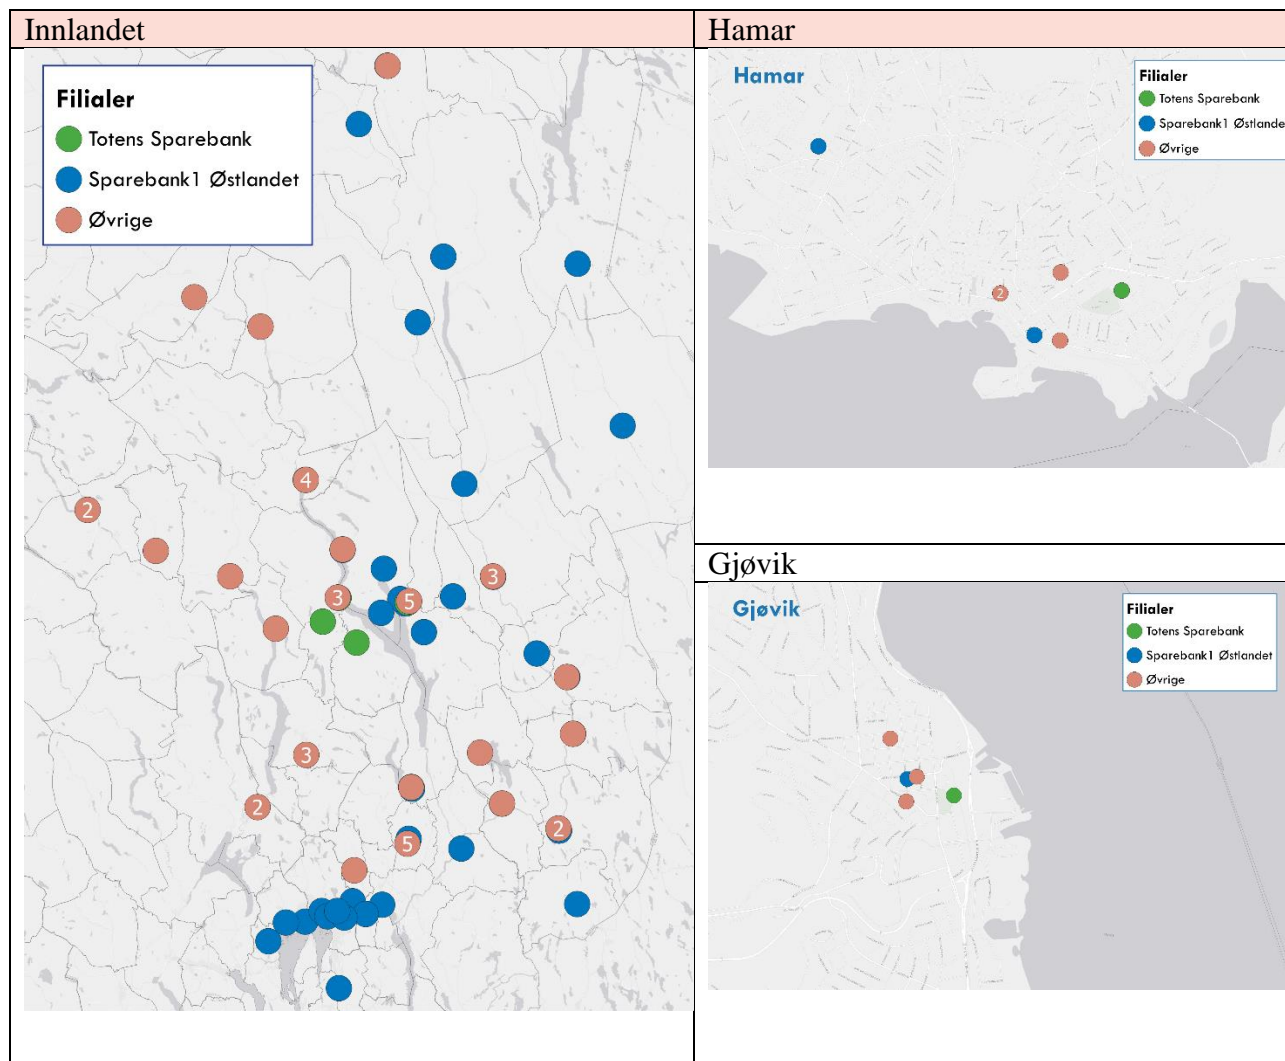 Innlandet
Filialer
Totens Sparebank
Sparebank1 Østlandet
Øvrige
4
2
3
3
5
3
2
2
5
Hamar
Hamar
Filialer
Totens Sparebank
Sparebank1 Østlande
Øvrige
2
Gjøvik
Gjøvik
Filialer
Totens Sparebank
Sparebank1 Østlandet
Øvrige